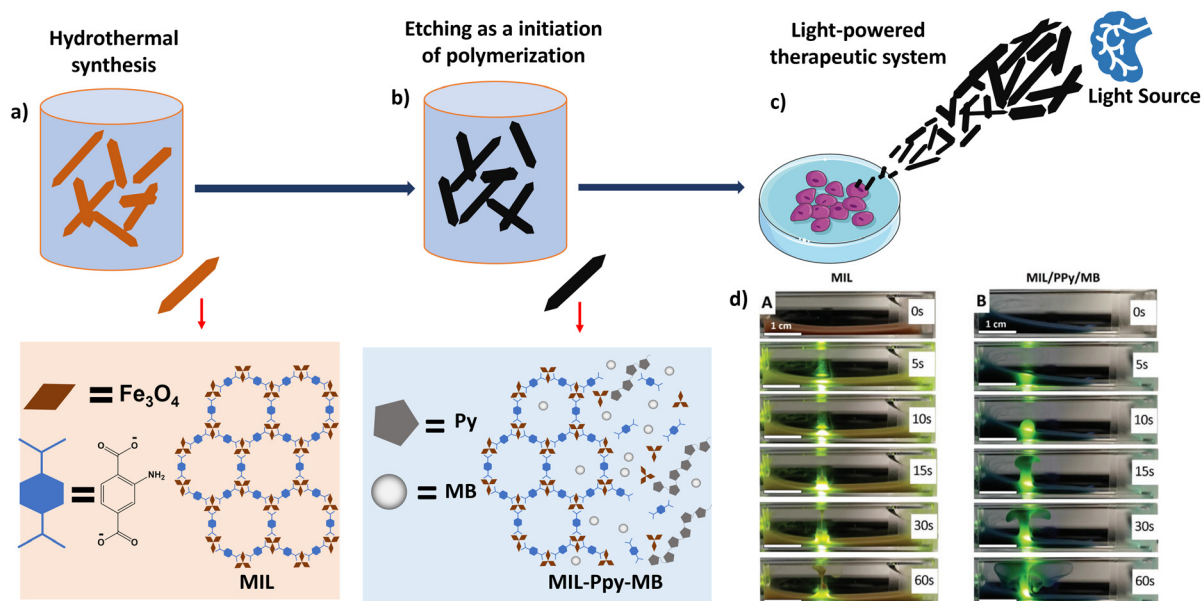 Hydrothermal
synthesis
a)
Etching as a initiation
of polymerization
b)
Light-powered
therapeutic system
c)
Light Source
= Fe₃O₄
=
O
O⁻
NH₂
O⁻
O
MIL
= Py
= MB
MIL-Ppy-MB
d)
MIL
A
0s
1 cm
5s
10s
15s
30s
60s
MIL/PPy/MB
B
0s
1 cm
5s
10s
15s
30s
60s